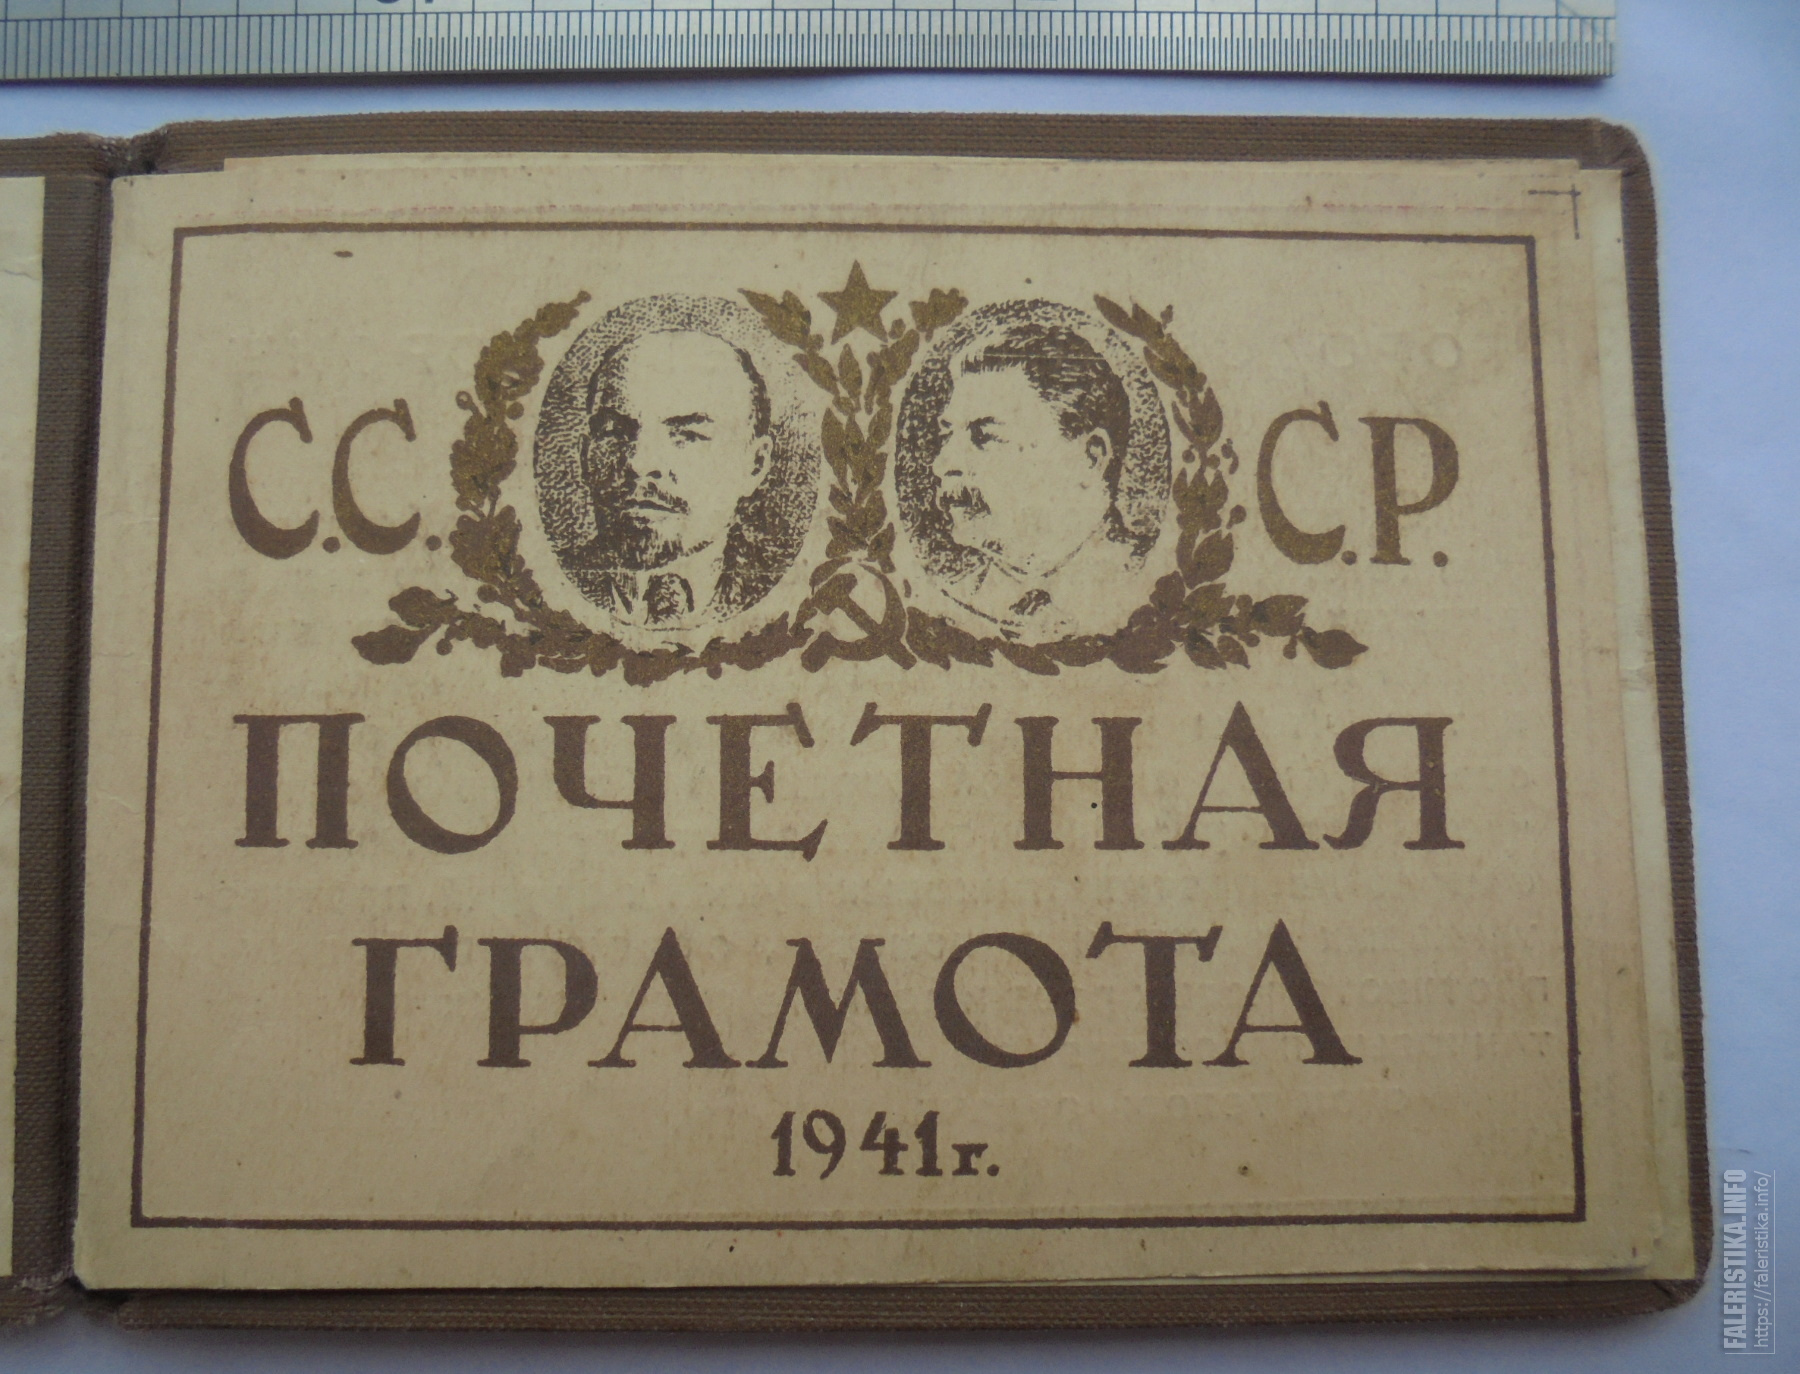 С.С.С.Р.
ПОЧЕТНАЯ
ГРАМОТА
1941г.
FALERISTIKA.INFO
https://faleristika.info/